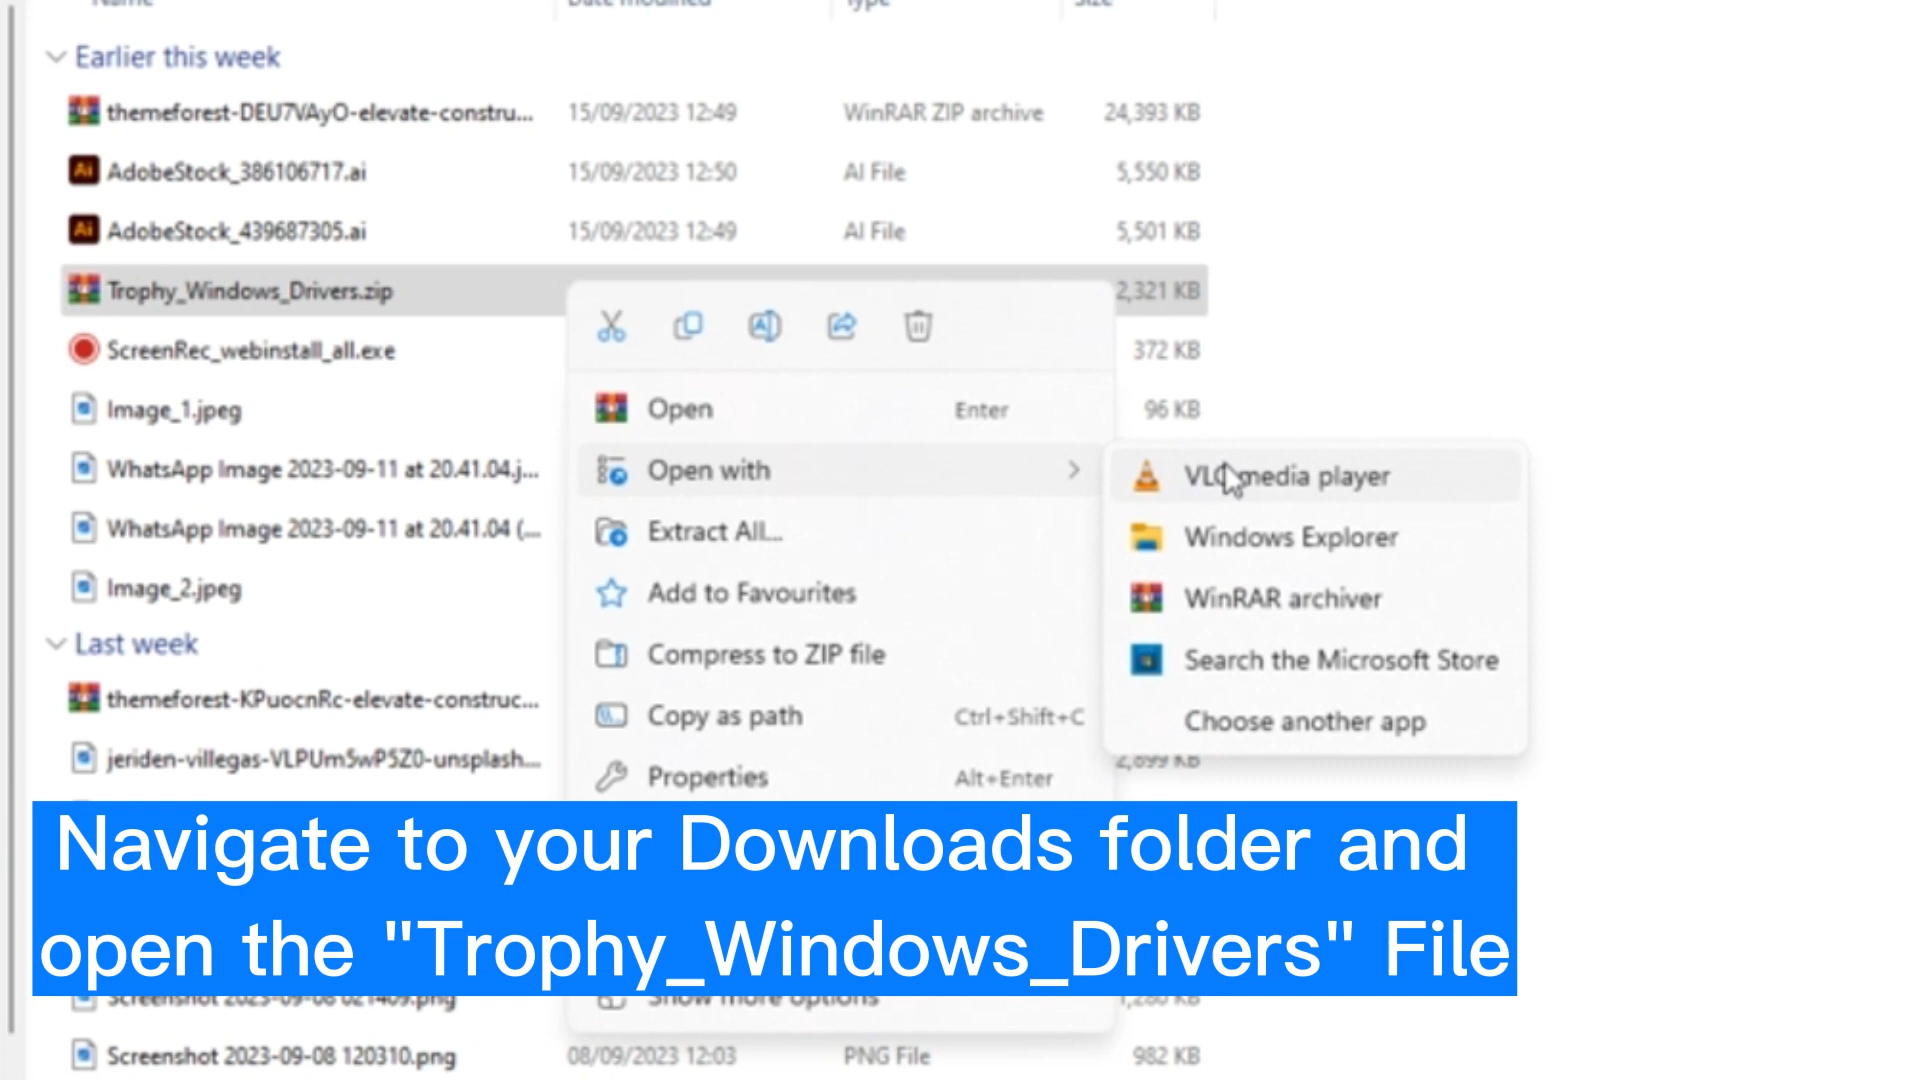 Name Date modified Type Size
Earlier this week
themeforest-DEU7VAyO-elevate-constru... 15/09/2023 12:49 WinRAR ZIP archive 24,393 KB
AdobeStock_386106717.ai 15/09/2023 12:50 AI File 5,550 KB
AdobeStock_439687305.ai 15/09/2023 12:49 AI File 5,501 KB
Trophy_Windows_Drivers.zip 2,321 KB
ScreenRec_webinstall_all.exe 372 KB
Image_1.jpeg 96 KB
WhatsApp Image 2023-09-11 at 20.41.04.j...
WhatsApp Image 2023-09-11 at 20.41.04 (...
Image_2.jpeg
Last week
themeforest-KPuocnRc-elevate-construc...
jeriden-villegas-VLPUm5wP5Z0-unsplash... 2,699 KB
Screenshot 2023-09-08 021409.png 1,280 KB
Screenshot 2023-09-08 120310.png 08/09/2023 12:03 PNG File 982 KB
Open Enter
Open with
Extract All...
Add to Favourites
Compress to ZIP file
Copy as path Ctrl+Shift+C
Properties Alt+Enter
Show more options
VLC media player
Windows Explorer
WinRAR archiver
Search the Microsoft Store
Choose another app
Navigate to your Downloads folder and
open the "Trophy_Windows_Drivers" File